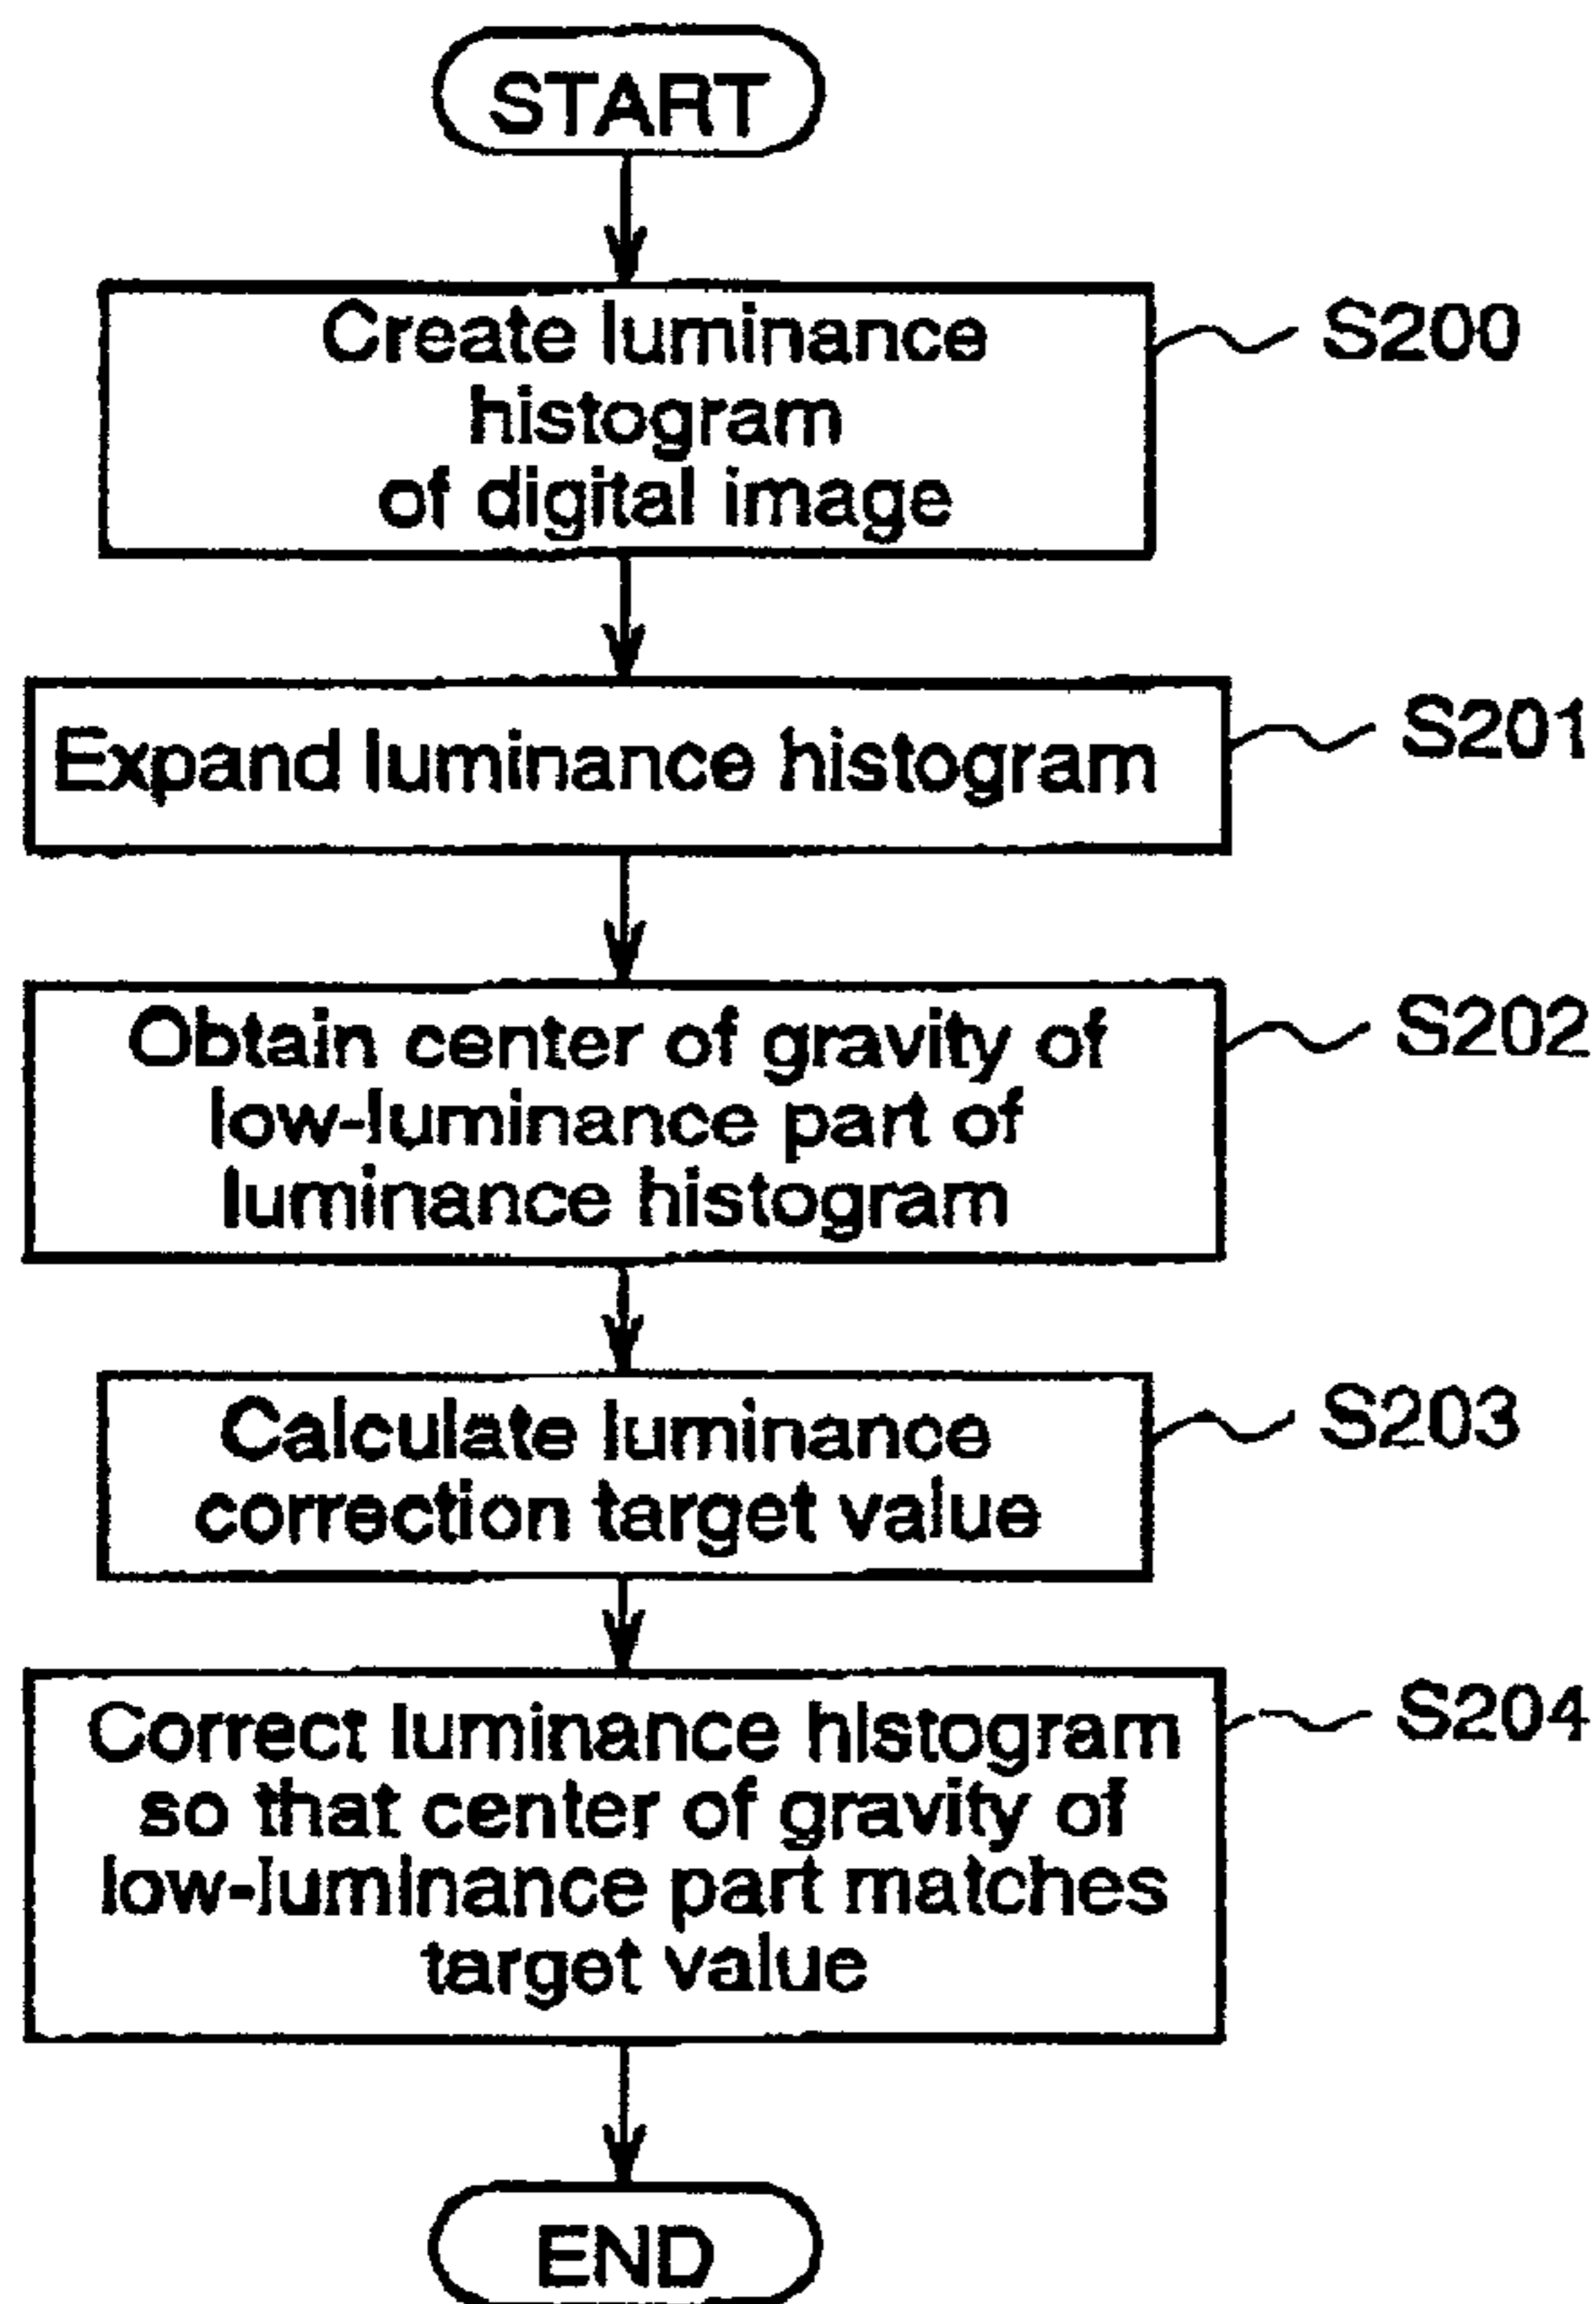 START
Create luminance
histogram
of digital image
S200
Expand luminance histogram
S201
Obtain center of gravity of
low-luminance part of
luminance histogram
S202
Calculate luminance
correction target value
S203
Correct luminance histogram
so that center of gravity of
low-luminance part matches
target value
S204
END